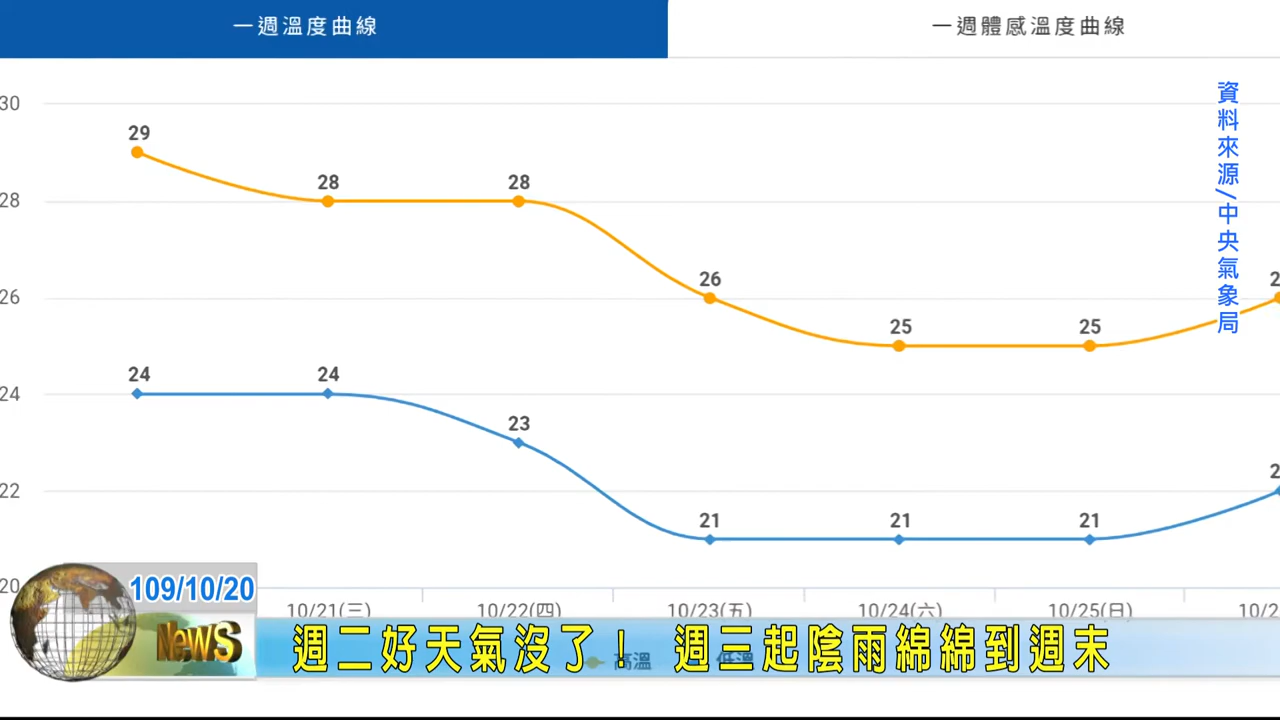 一週溫度曲線
一週體感溫度曲線
資料來源/中央氣象局
30
29
28
28
28
26
26
25
25
24
24
24
23
22
21
21
21
20
10/21(三)
10/22(四)
10/23(五)
10/24(六)
10/25(日)
109/10/20
News
高溫
低溫
週二好天氣沒了! 週三起陰雨綿綿到週末